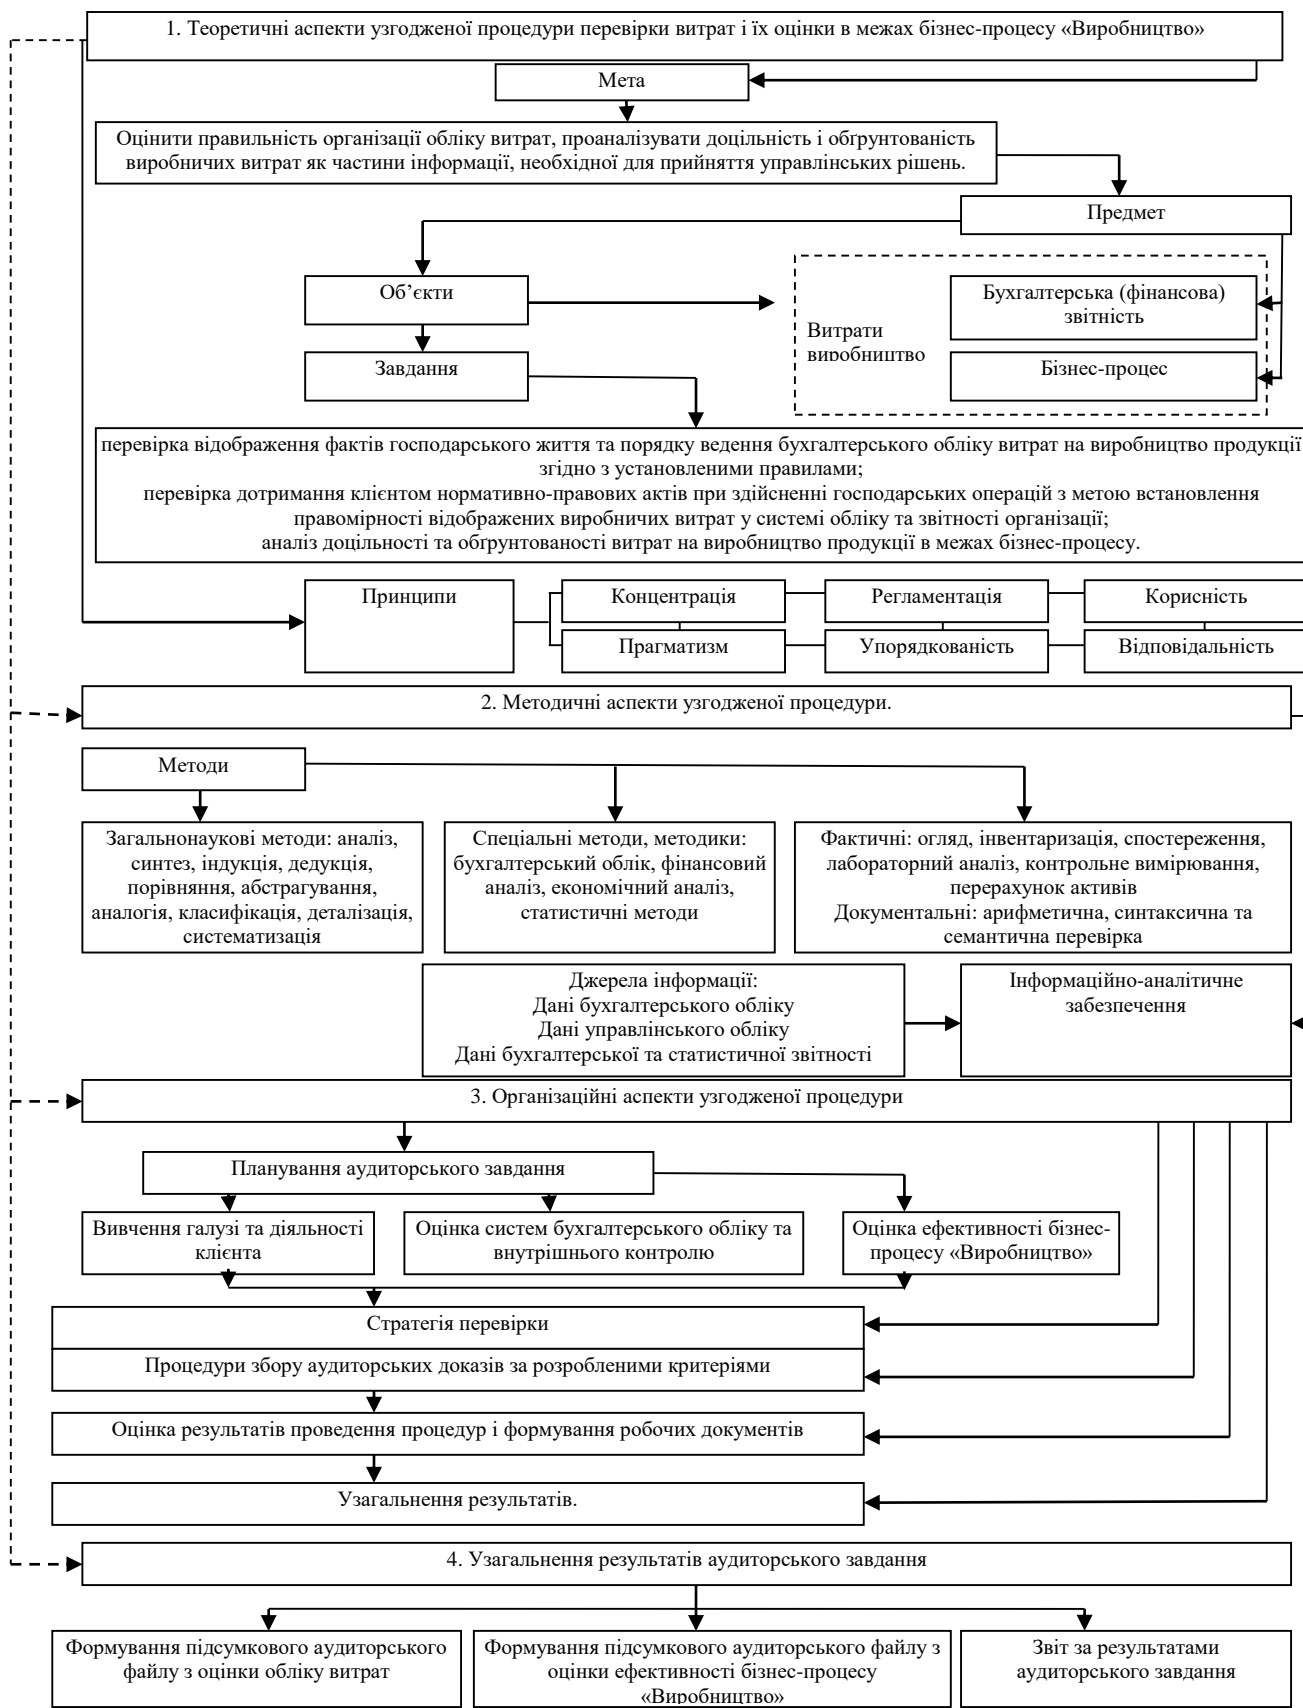 1. Теоретичні аспекти узгодженої процедури перевірки витрат і їх оцінки в межах бізнес-процесу «Виробництво»
Мета
Оцінити правильність організації обліку витрат, проаналізувати доцільність і обґрунтованість
виробничих витрат як частини інформації, необхідної для прийняття управлінських рішень.
Предмет
Об’єкти
Бухгалтерська (фінансова)
звітність
Витрати
виробництво
Завдання
Бізнес-процес
перевірка відображення фактів господарського життя та порядку ведення бухгалтерського обліку витрат на виробництво продукції
згідно з установленими правилами;
перевірка дотримання клієнтом нормативно-правових актів при здійсненні господарських операцій з метою встановлення
правомірності відображених виробничих витрат у системі обліку та звітності організації;
аналіз доцільності та обґрунтованості витрат на виробництво продукції в межах бізнес-процесу.
Принципи
Концентрація
Регламентація
Корисність
Прагматизм
Упорядкованість
Відповідальність
2. Методичні аспекти узгодженої процедури.
Методи
Загальнонаукові методи: аналіз,
синтез, індукція, дедукція,
порівняння, абстрагування,
аналогія, класифікація, деталізація,
систематизація
Спеціальні методи, методики:
бухгалтерський облік, фінансовий
аналіз, економічний аналіз,
статистичні методи
Фактичні: огляд, інвентаризація, спостереження,
лабораторний аналіз, контрольне вимірювання,
перерахунок активів
Документальні: арифметична, синтаксична та
семантична перевірка
Джерела інформації:
Дані бухгалтерського обліку
Дані управлінського обліку
Дані бухгалтерської та статистичної звітності
Інформаційно-аналітичне
забезпечення
3. Організаційні аспекти узгодженої процедури
Планування аудиторського завдання
Вивчення галузі та діяльності
клієнта
Оцінка систем бухгалтерського обліку та
внутрішнього контролю
Оцінка ефективності бізнес-
процесу «Виробництво»
Стратегія перевірки
Процедури збору аудиторських доказів за розробленими критеріями
Оцінка результатів проведення процедур і формування робочих документів
Узагальнення результатів.
4. Узагальнення результатів аудиторського завдання
Формування підсумкового аудиторського
файлу з оцінки обліку витрат
Формування підсумкового аудиторського файлу з
оцінки ефективності бізнес-процесу
«Виробництво»
Звіт за результатами
аудиторського завдання